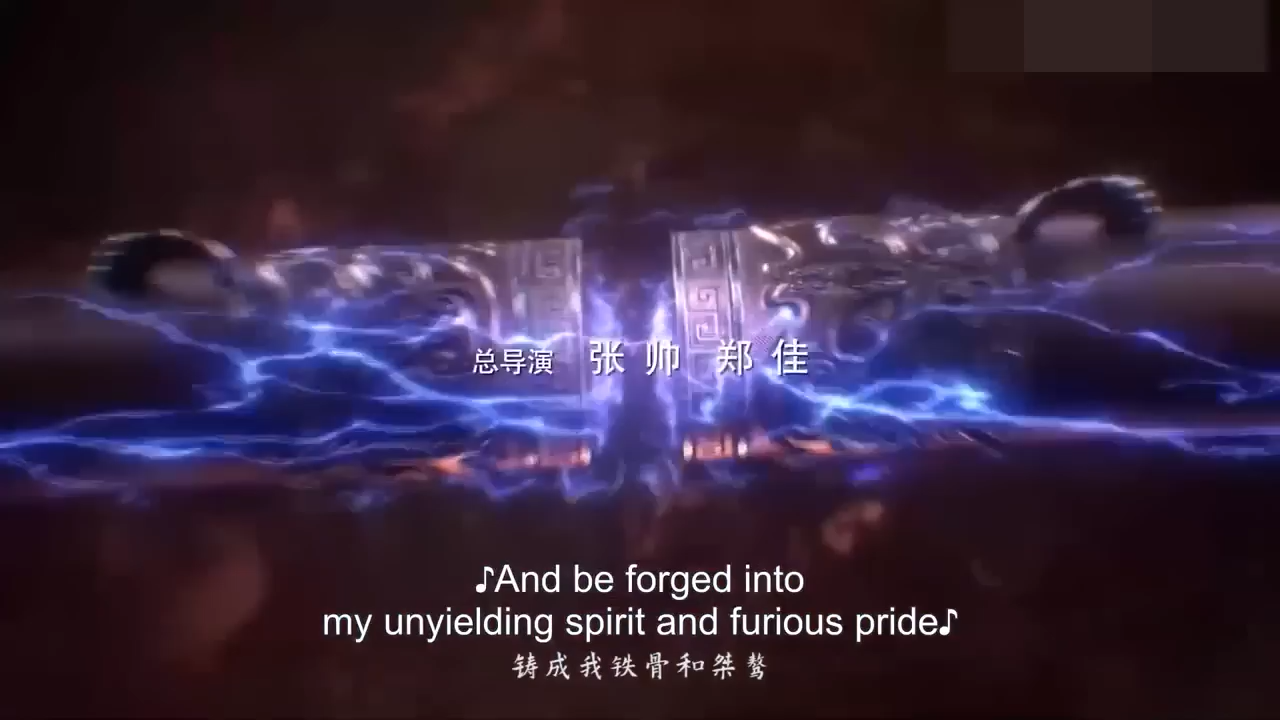 总导演 张帅 郑佳
♪And be forged into
my unyielding spirit and furious pride♪
铸成我铁骨和桀骜